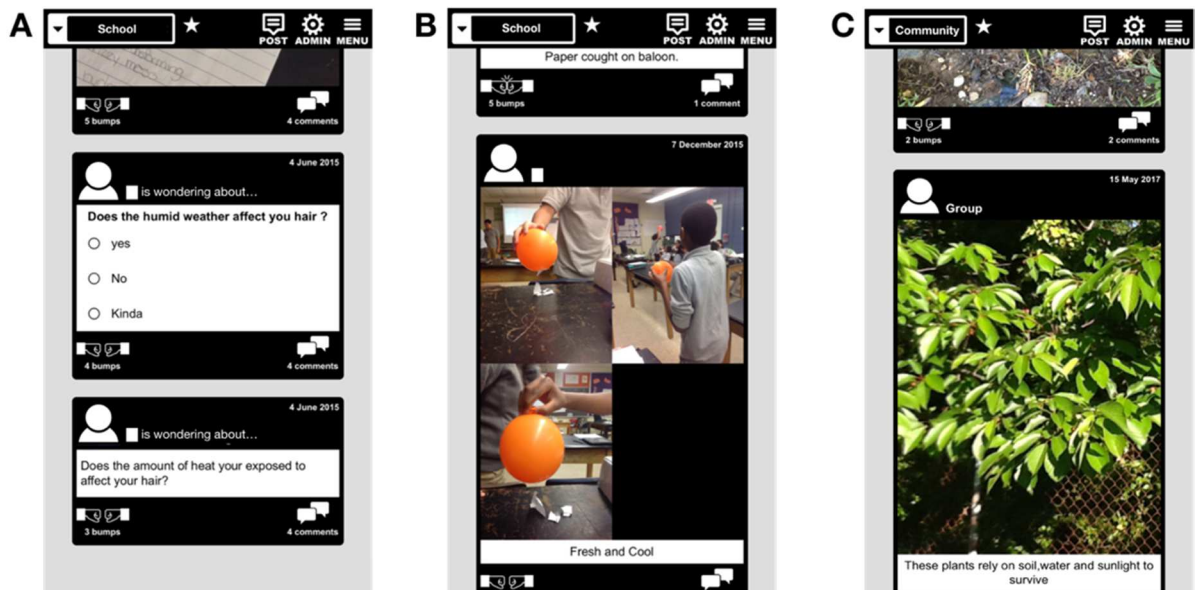 A
School
POST ADMIN MENU
5 bumps
4 comments
4 June 2015
is wondering about...
Does the humid weather affect you hair ?
yes
No
Kinda
4 bumps
4 comments
4 June 2015
is wondering about...
Does the amount of heat your exposed to
affect your hair?
3 bumps
4 comments
B
School
POST ADMIN MENU
Paper cought on baloon.
5 bumps
1 comment
7 December 2015
Fresh and Cool
C
Community
POST ADMIN MENU
2 bumps
2 comments
15 May 2017
Group
These plants rely on soil,water and sunlight to
survive